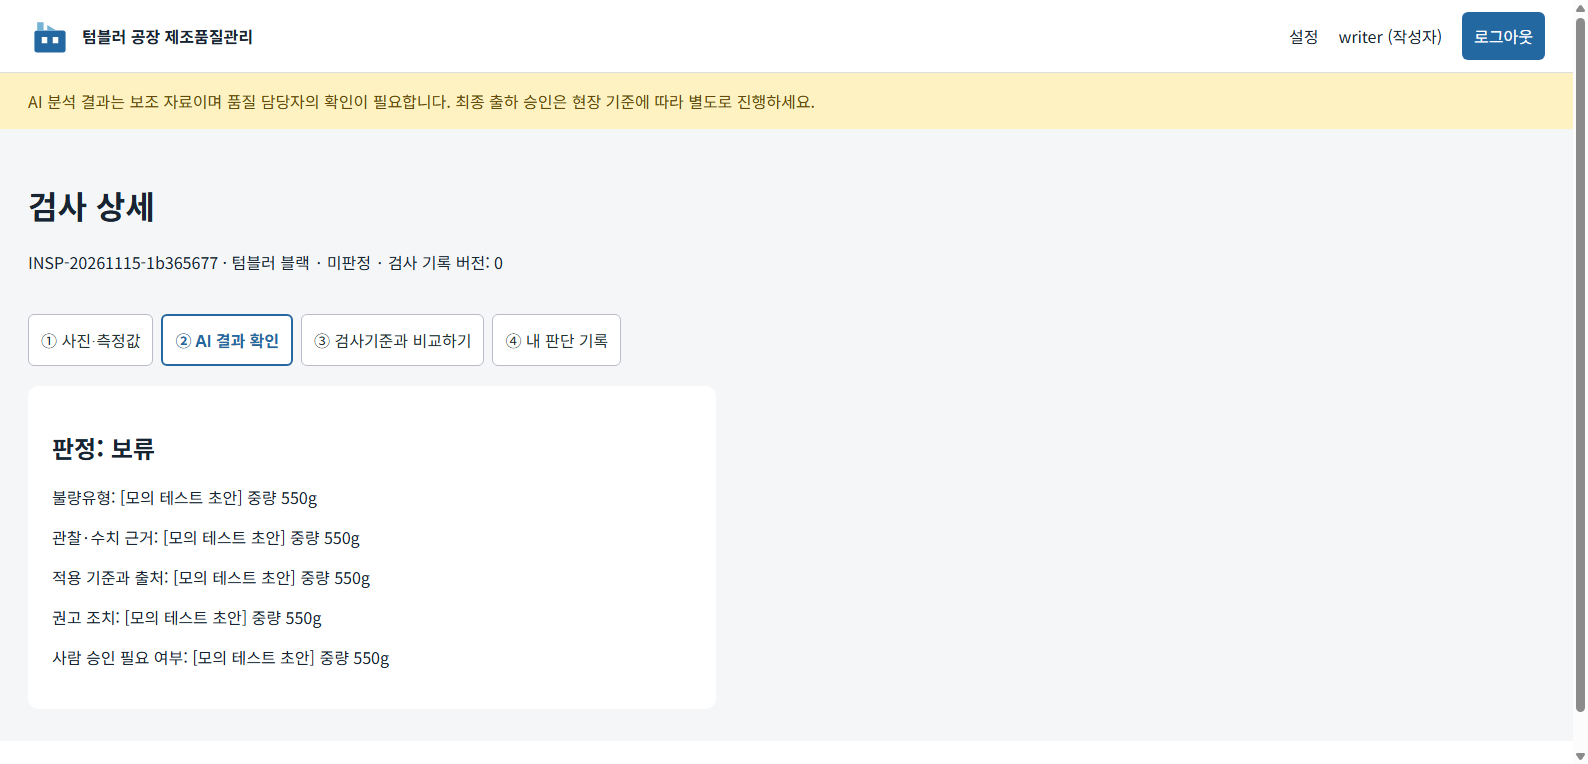 텀블러 공장 제조품질관리
설정 writer (작성자) 로그아웃
AI 분석 결과는 보조 자료이며 품질 담당자의 확인이 필요합니다. 최종 출하 승인은 현장 기준에 따라 별도로 진행하세요.
검사 상세
INSP-20261115-1b365677 · 텀블러 블랙 · 미판정 · 검사 기록 버전: 0
① 사진·측정값 ② AI 결과 확인 ③ 검사기준과 비교하기 ④ 내 판단 기록
판정: 보류
불량유형: [모의 테스트 초안] 중량 550g
관찰·수치 근거: [모의 테스트 초안] 중량 550g
적용 기준과 출처: [모의 테스트 초안] 중량 550g
권고 조치: [모의 테스트 초안] 중량 550g
사람 승인 필요 여부: [모의 테스트 초안] 중량 550g